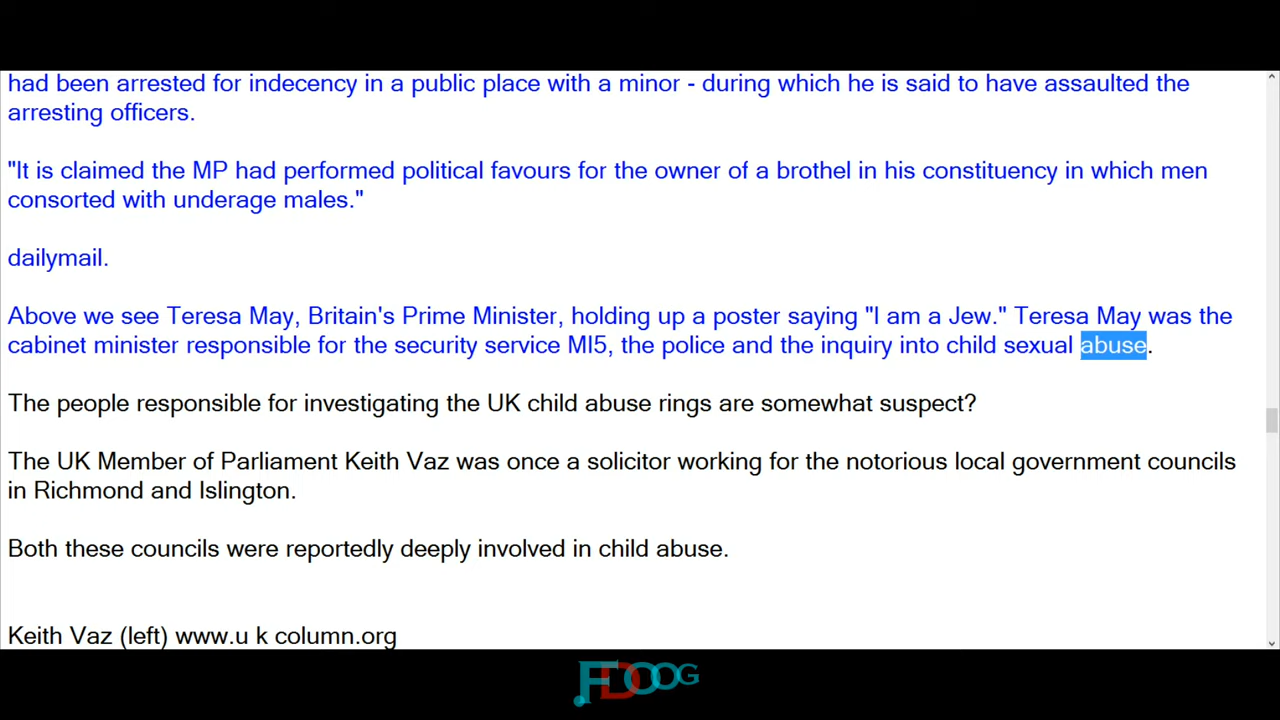 had been arrested for indecency in a public place with a minor - during which he is said to have assaulted the
arresting officers.
"It is claimed the MP had performed political favours for the owner of a brothel in his constituency in which men
consorted with underage males."
dailymail.
Above we see Teresa May, Britain's Prime Minister, holding up a poster saying "I am a Jew." Teresa May was the
cabinet minister responsible for the security service MI5, the police and the inquiry into child sexual abuse.
The people responsible for investigating the UK child abuse rings are somewhat suspect?
The UK Member of Parliament Keith Vaz was once a solicitor working for the notorious local government councils
in Richmond and Islington.
Both these councils were reportedly deeply involved in child abuse.
Keith Vaz (left) www.u k column.org
FDOOG